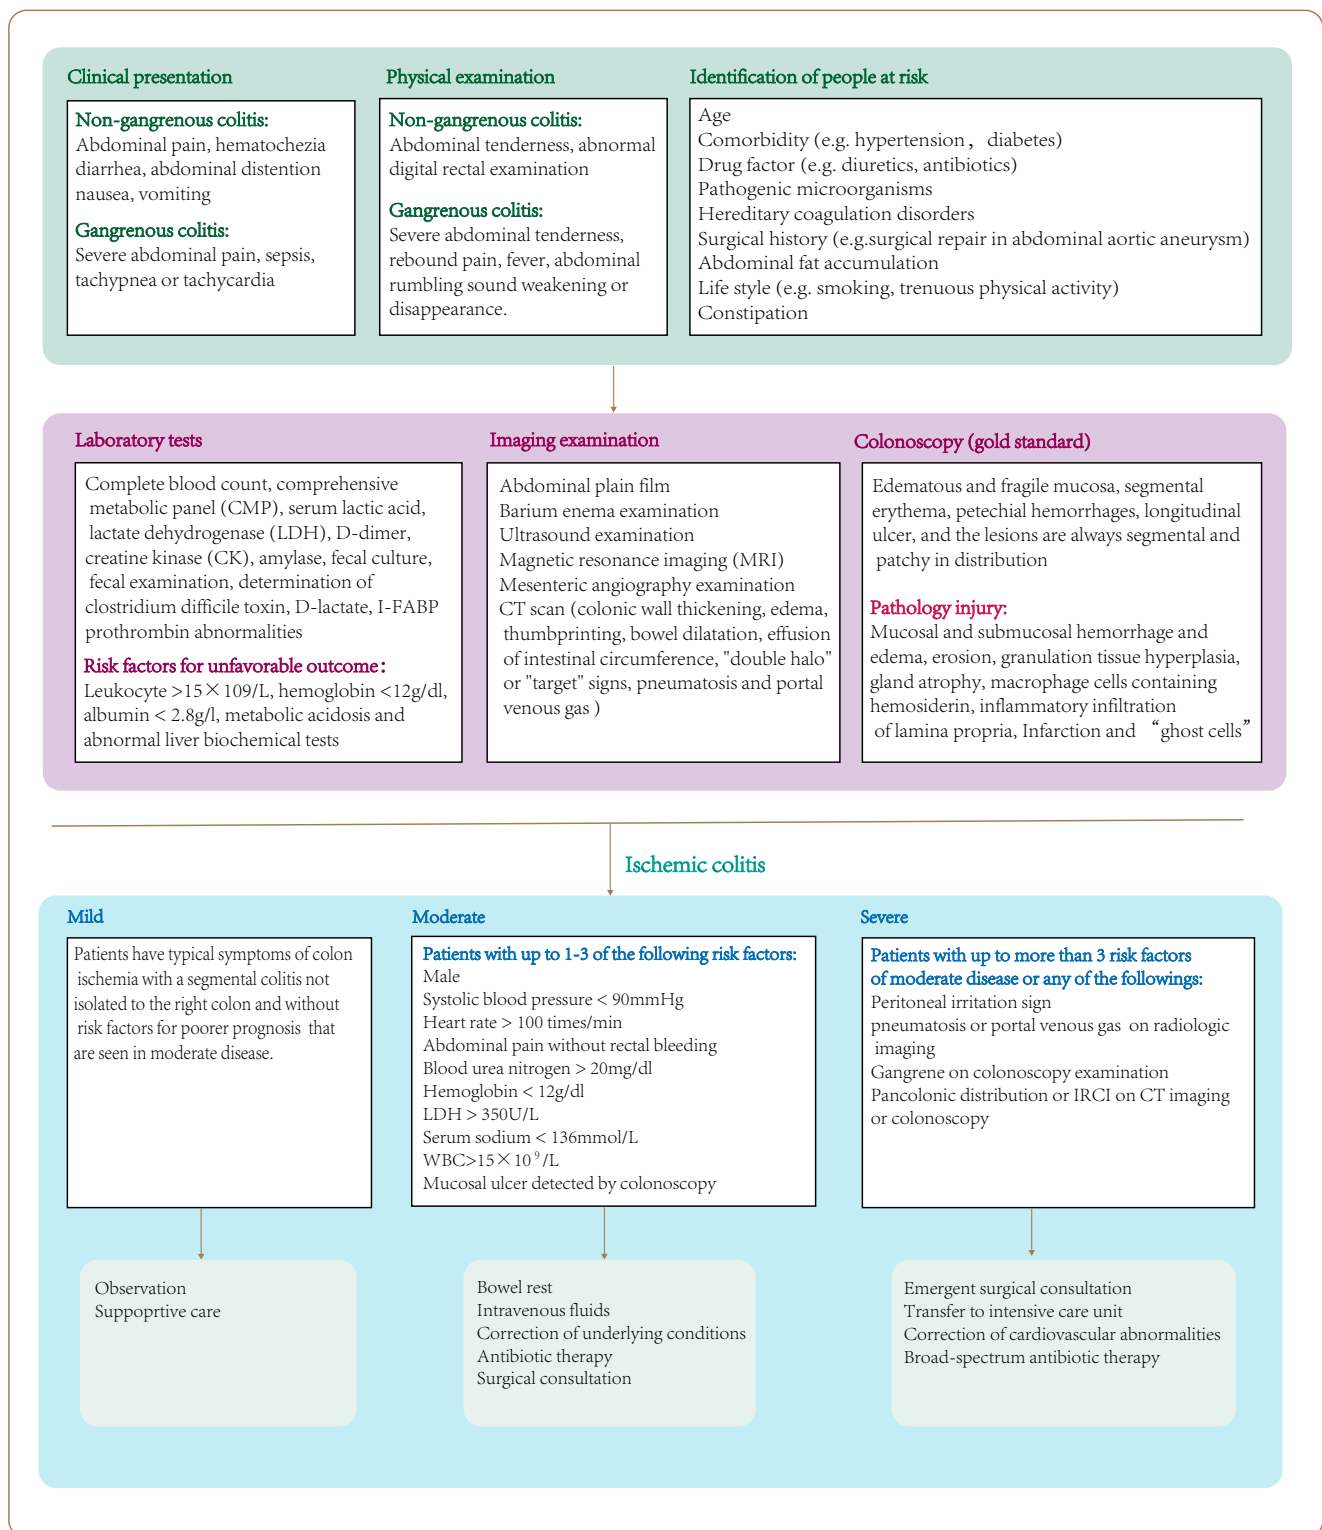 Clinical presentation
Non-gangrenous colitis:
Abdominal pain, hematochezia
diarrhea, abdominal distention
nausea, vomiting
Gangrenous colitis:
Severe abdominal pain, sepsis,
tachypnea or tachycardia
Physical examination
Non-gangrenous colitis:
Abdominal tenderness, abnormal
digital rectal examination
Gangrenous colitis:
Severe abdominal tenderness,
rebound pain, fever, abdominal
rumbling sound weakening or
disappearance.
Identification of people at risk
Age
Comorbidity (e.g. hypertension，diabetes)
Drug factor (e.g. diuretics, antibiotics)
Pathogenic microorganisms
Hereditary coagulation disorders
Surgical history (e.g.surgical repair in abdominal aortic aneurysm)
Abdominal fat accumulation
Life style (e.g. smoking, trenuous physical activity)
Constipation
Laboratory tests
Complete blood count, comprehensive
metabolic panel (CMP), serum lactic acid,
lactate dehydrogenase (LDH), D-dimer,
creatine kinase (CK), amylase, fecal culture,
fecal examination, determination of
clostridium difficile toxin, D-lactate, I-FABP
prothrombin abnormalities
Risk factors for unfavorable outcome：
Leukocyte >15×109/L, hemoglobin <12g/dl,
albumin < 2.8g/l, metabolic acidosis and
abnormal liver biochemical tests
Imaging examination
Abdominal plain film
Barium enema examination
Ultrasound examination
Magnetic resonance imaging (MRI)
Mesenteric angiography examination
CT scan (colonic wall thickening, edema,
thumbprinting, bowel dilatation, effusion
of intestinal circumference, "double halo"
or "target" signs, pneumatosis and portal
venous gas )
Colonoscopy (gold standard)
Edematous and fragile mucosa, segmental
erythema, petechial hemorrhages, longitudinal
ulcer, and the lesions are always segmental and
patchy in distribution
Pathology injury:
Mucosal and submucosal hemorrhage and
edema, erosion, granulation tissue hyperplasia,
gland atrophy, macrophage cells containing
hemosiderin, inflammatory infiltration
of lamina propria, Infarction and “ghost cells”
Ischemic colitis
Mild
Patients have typical symptoms of colon
ischemia with a segmental colitis not
isolated to the right colon and without
risk factors for poorer prognosis that
are seen in moderate disease.
Observation
Suppoprtive care
Moderate
Patients with up to 1-3 of the following risk factors:
Male
Systolic blood pressure < 90mmHg
Heart rate > 100 times/min
Abdominal pain without rectal bleeding
Blood urea nitrogen > 20mg/dl
Hemoglobin < 12g/dl
LDH > 350U/L
Serum sodium < 136mmol/L
WBC>15×10⁹/L
Mucosal ulcer detected by colonoscopy
Bowel rest
Intravenous fluids
Correction of underlying conditions
Antibiotic therapy
Surgical consultation
Severe
Patients with up to more than 3 risk factors
of moderate disease or any of the followings:
Peritoneal irritation sign
pneumatosis or portal venous gas on radiologic
imaging
Gangrene on colonoscopy examination
Pancolonic distribution or IRCI on CT imaging
or colonoscopy
Emergent surgical consultation
Transfer to intensive care unit
Correction of cardiovascular abnormalities
Broad-spectrum antibiotic therapy